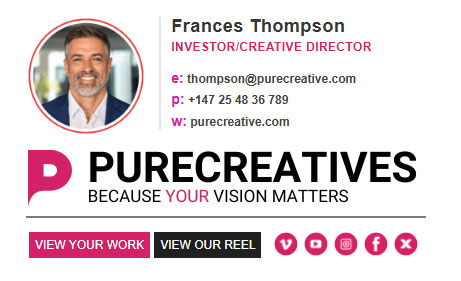 Frances Thompson
INVESTOR/CREATIVE DIRECTOR
e: thompson@purecreative.com
p: +147 25 48 36 789
w: purecreative.com
PURECREATIVES
BECAUSE YOUR VISION MATTERS
VIEW YOUR WORK VIEW OUR REEL